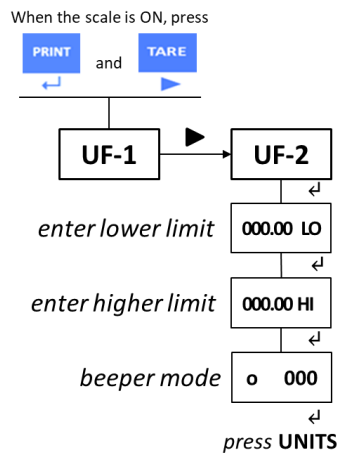 When the scale is ON, press
PRINT and TARE
UF-1 UF-2
enter lower limit 000.00 LO
enter higher limit 000.00 HI
beeper mode o 000
press UNITS